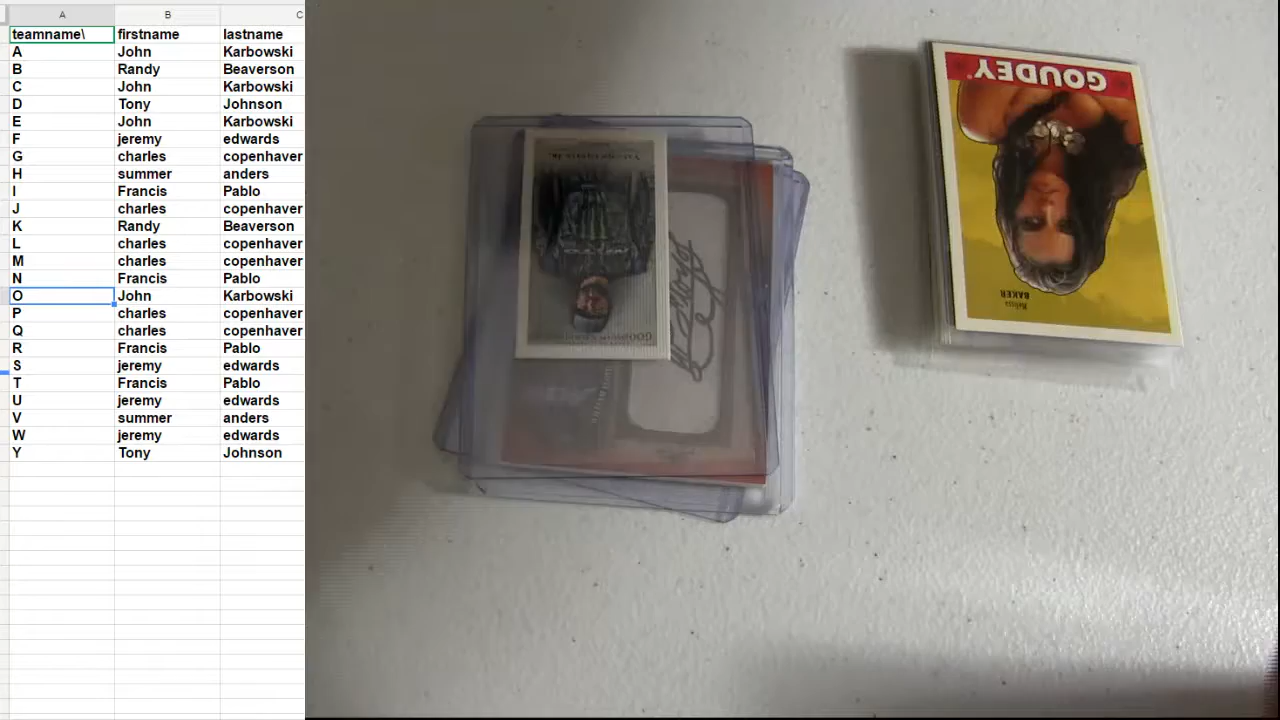 A B C
teamname\ firstname lastname
A John Karbowski
B Randy Beaverson
C John Karbowski
D Tony Johnson
E John Karbowski
F jeremy edwards
G charles copenhaver
H summer anders
I Francis Pablo
J charles copenhaver
K Randy Beaverson
L charles copenhaver
M charles copenhaver
N Francis Pablo
O John Karbowski
P charles copenhaver
Q charles copenhaver
R Francis Pablo
S jeremy edwards
T Francis Pablo
U jeremy edwards
V summer anders
W jeremy edwards
Y Tony Johnson
GOUDEY
Melissa
BAKER